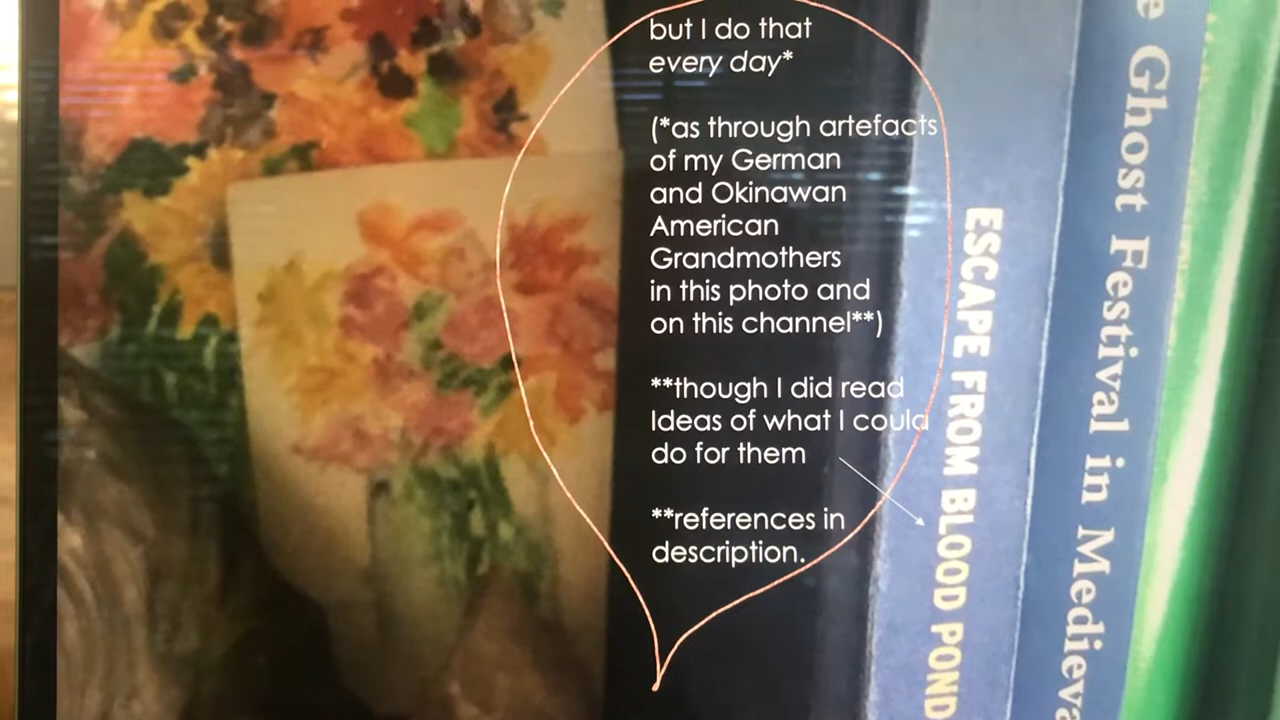 but I do that
every day*
(*as through artefacts
of my German
and Okinawan
American
Grandmothers
in this photo and
on this channel**)
**though I did read
Ideas of what I could
do for them
**references in
description.
ESCAPE FROM BLOOD POND
Ghost Festival in Medieva